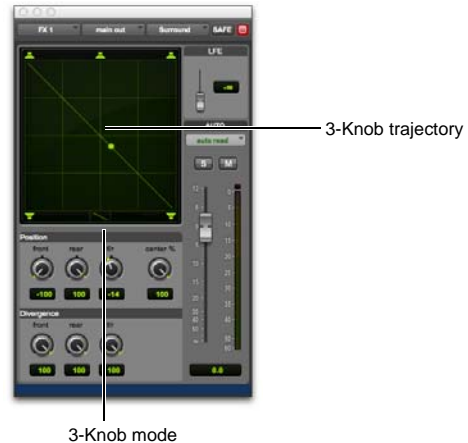 FX 1 main out Surround SAFE
LFE
AUTO
auto read
S M
Position
front rear f/r center %
-100 100 -14 100
Divergence
front rear f/r
100 100 100
0.0
3-Knob trajectory
3-Knob mode